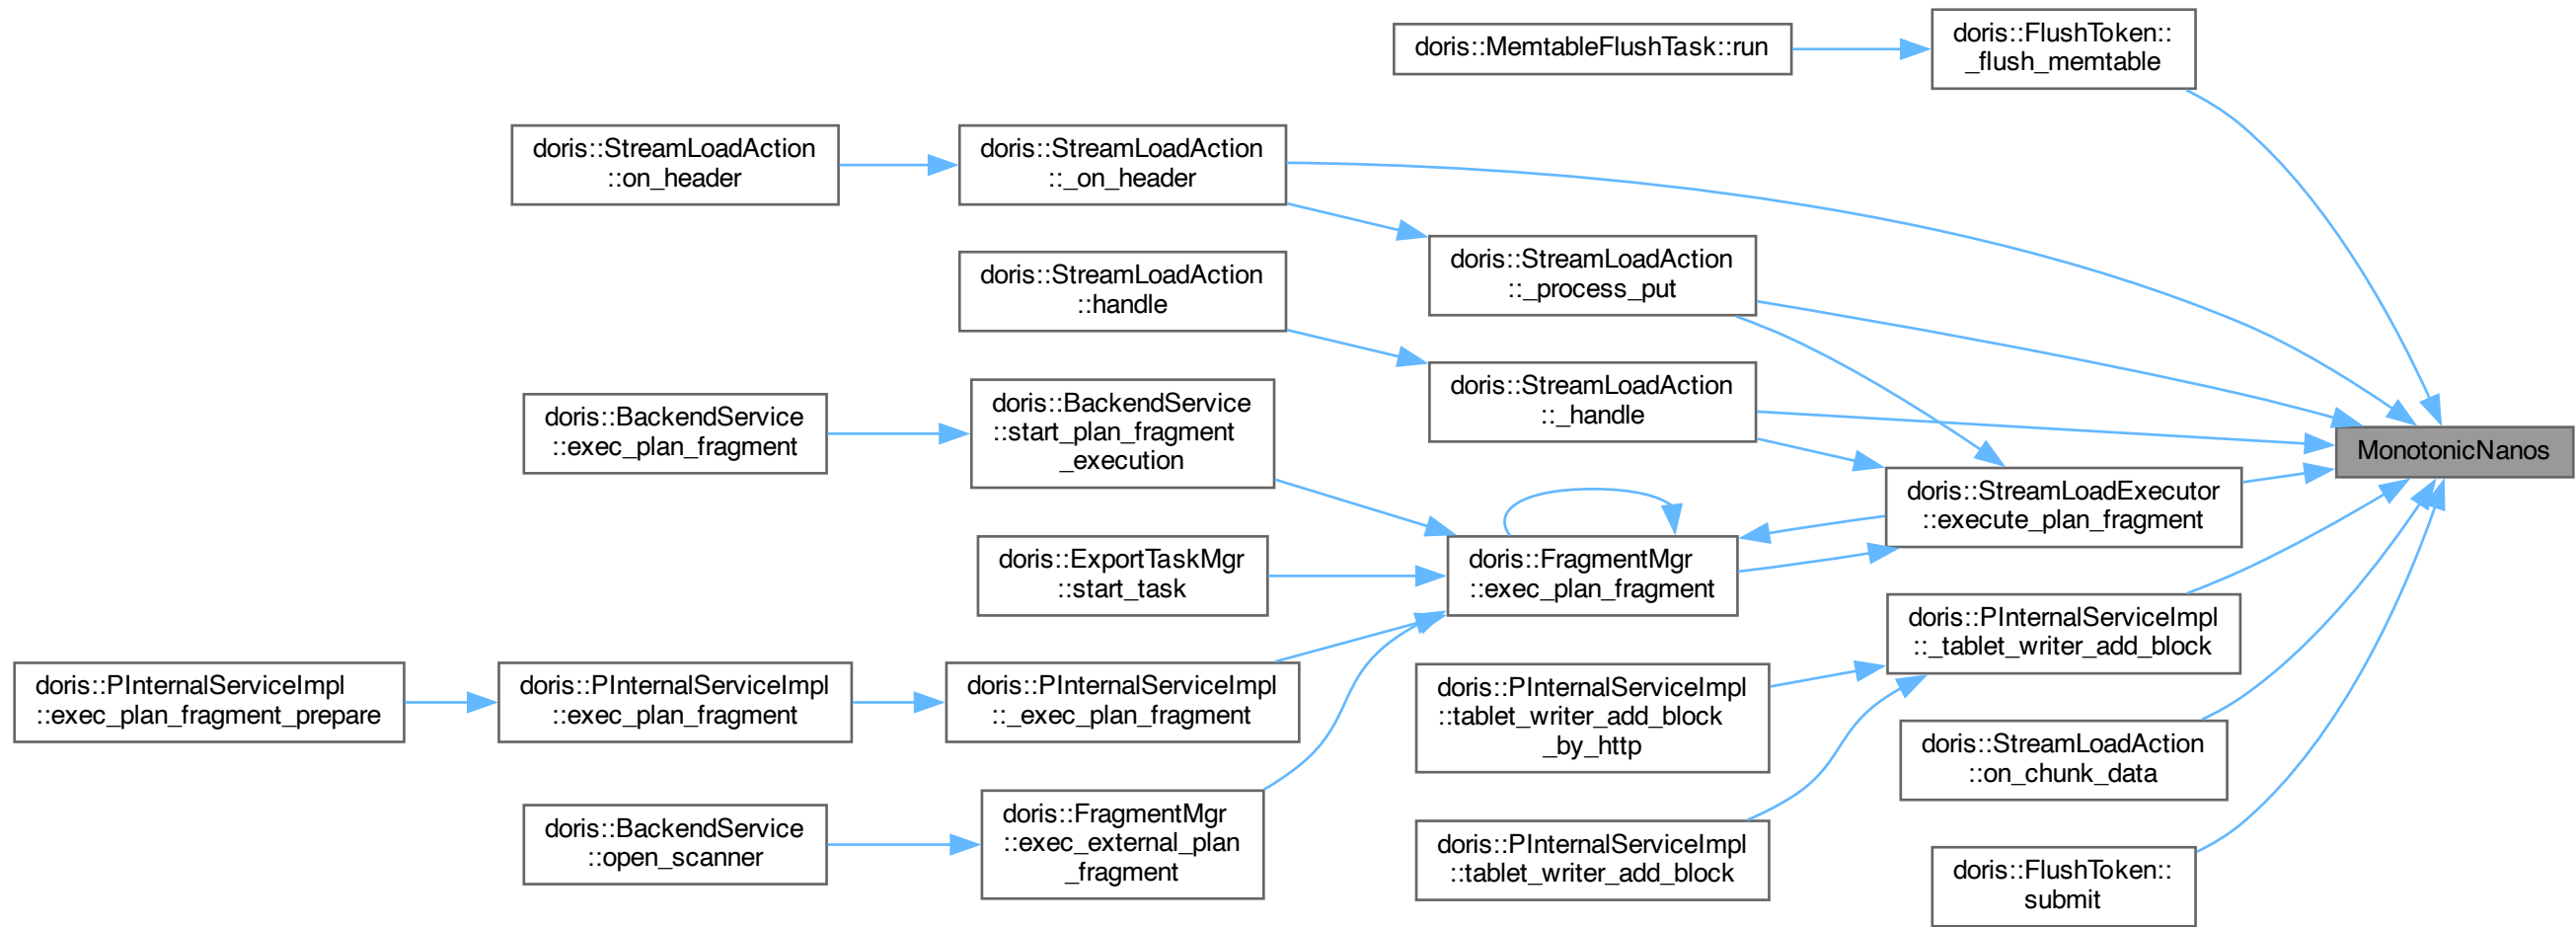 doris::MemtableFlushTask::run
doris::FlushToken::
_flush_memtable
doris::StreamLoadAction
::on_header
doris::StreamLoadAction
::_on_header
doris::StreamLoadAction
::_process_put
doris::StreamLoadAction
::handle
doris::StreamLoadAction
::_handle
doris::BackendService
::exec_plan_fragment
doris::BackendService
::start_plan_fragment
_execution
MonotonicNanos
doris::StreamLoadExecutor
::execute_plan_fragment
doris::ExportTaskMgr
::start_task
doris::FragmentMgr
::exec_plan_fragment
doris::PInternalServiceImpl
::_tablet_writer_add_block
doris::PInternalServiceImpl
::exec_plan_fragment_prepare
doris::PInternalServiceImpl
::exec_plan_fragment
doris::PInternalServiceImpl
::_exec_plan_fragment
doris::PInternalServiceImpl
::tablet_writer_add_block
_by_http
doris::StreamLoadAction
::on_chunk_data
doris::BackendService
::open_scanner
doris::FragmentMgr
::exec_external_plan
_fragment
doris::PInternalServiceImpl
::tablet_writer_add_block
doris::FlushToken::
submit